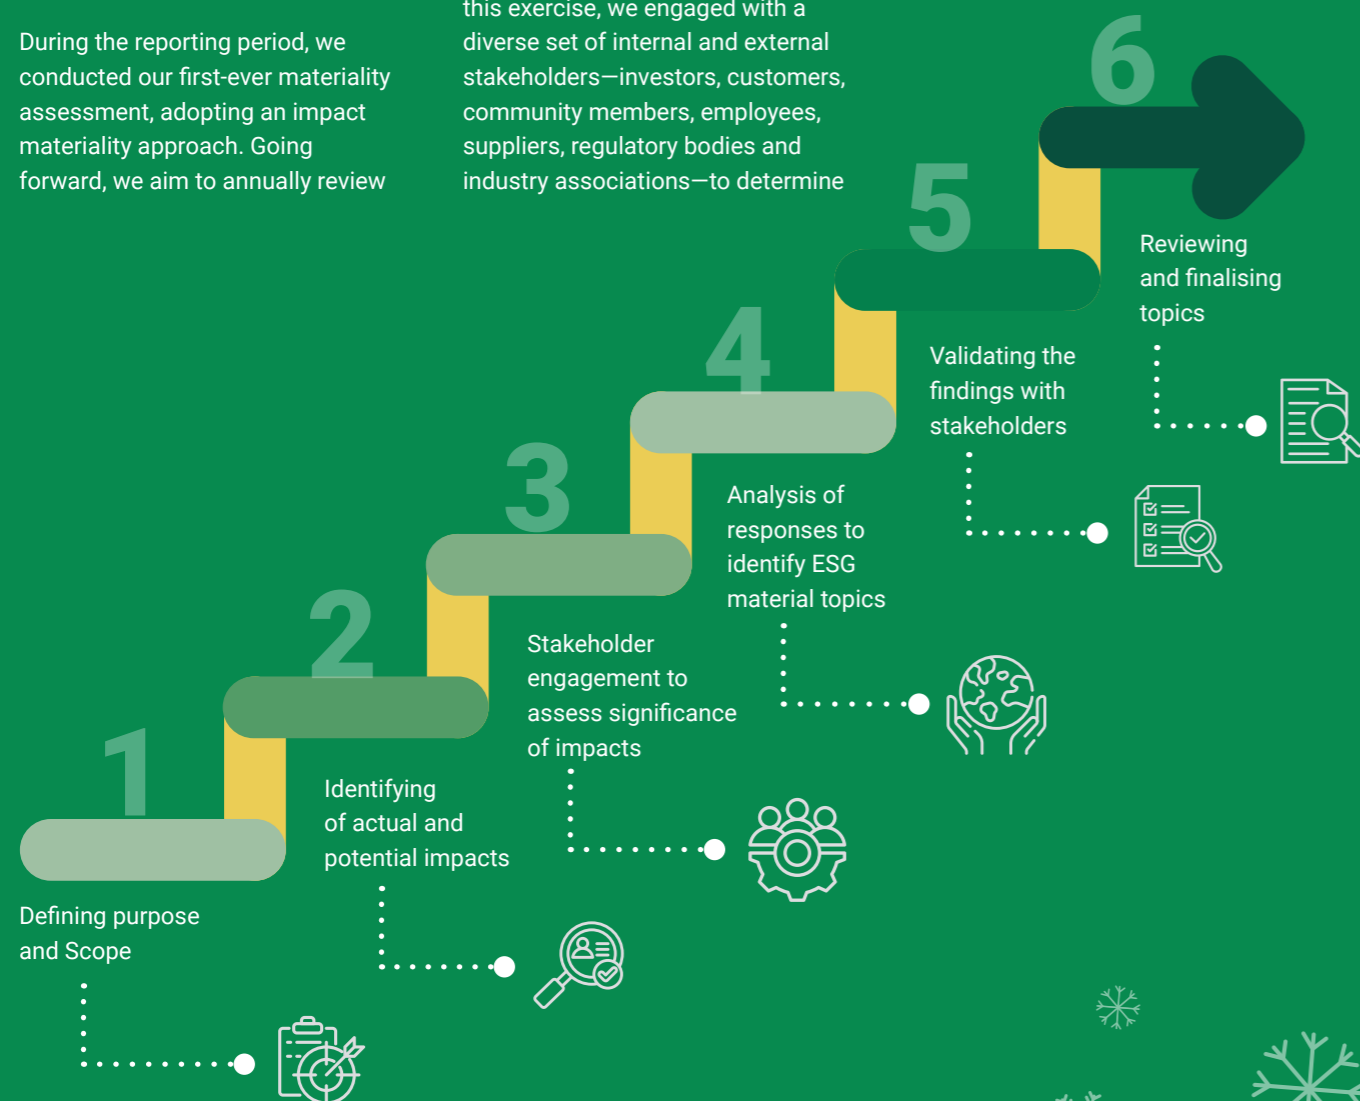 During the reporting period, we
conducted our first-ever materiality
assessment, adopting an impact
materiality approach. Going
forward, we aim to annually review
this exercise, we engaged with a
diverse set of internal and external
stakeholders—investors, customers,
community members, employees,
suppliers, regulatory bodies and
industry associations—to determine
1
Defining purpose
and Scope
2
Identifying
of actual and
potential impacts
3
Stakeholder
engagement to
assess significance
of impacts
4
Analysis of
responses to
identify ESG
material topics
5
Validating the
findings with
stakeholders
6
Reviewing
and finalising
topics